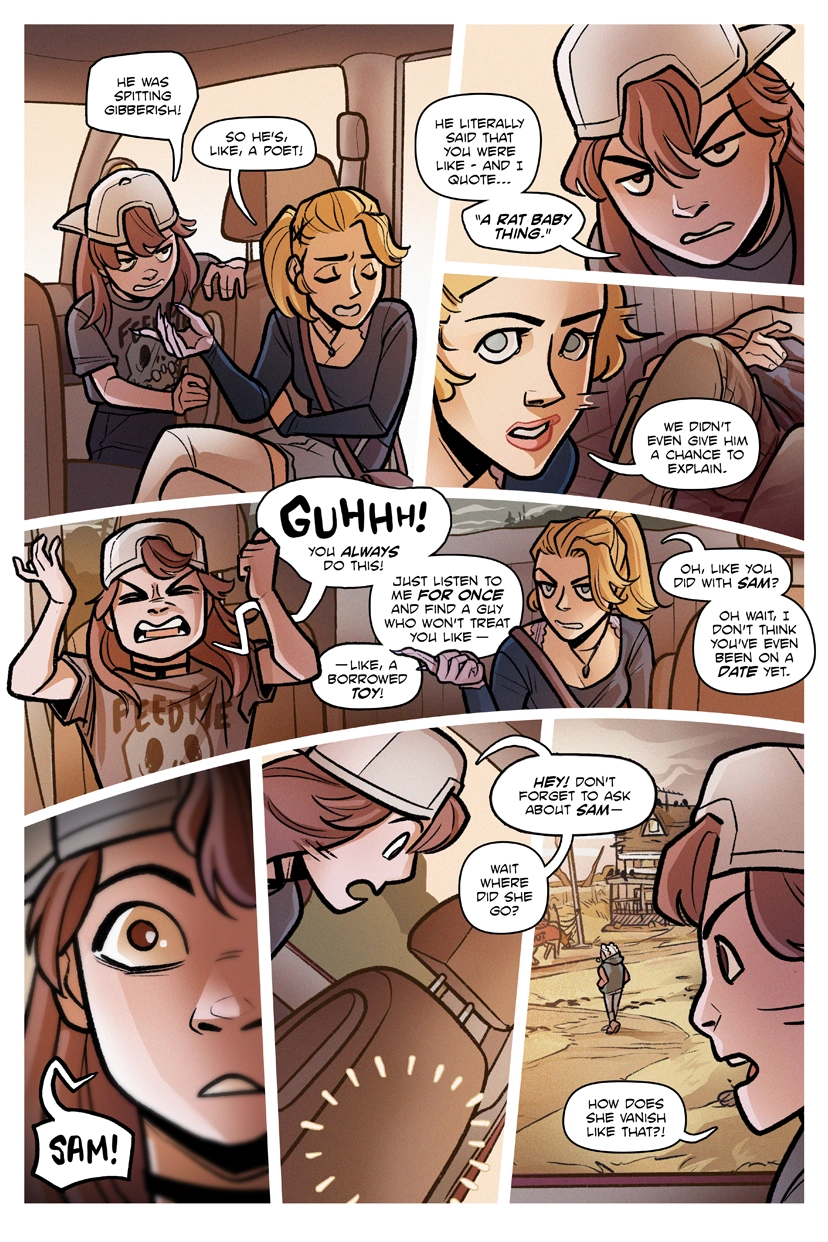 HE WAS
SPITTING
GIBBERISH!
SO HE'S,
LIKE, A POET!
HE LITERALLY
SAID THAT
YOU WERE
LIKE - AND I
QUOTE...
"A RAT BABY
THING."
FEED ME
WE DIDN'T
EVEN GIVE HIM
A CHANCE TO
EXPLAIN.
GUHHH!
YOU ALWAYS
DO THIS!
JUST LISTEN TO
ME FOR ONCE
AND FIND A GUY
WHO WON'T TREAT
YOU LIKE —
—LIKE, A
BORROWED
TOY!
OH, LIKE YOU
DID WITH SAM?
OH WAIT, I
DON'T THINK
YOU'VE EVEN
BEEN ON A
DATE YET.
FEED ME
SAM!
HEY! DON'T
FORGET TO ASK
ABOUT SAM—
WAIT
WHERE
DID SHE
GO?
HOW DOES
SHE VANISH
LIKE THAT?!